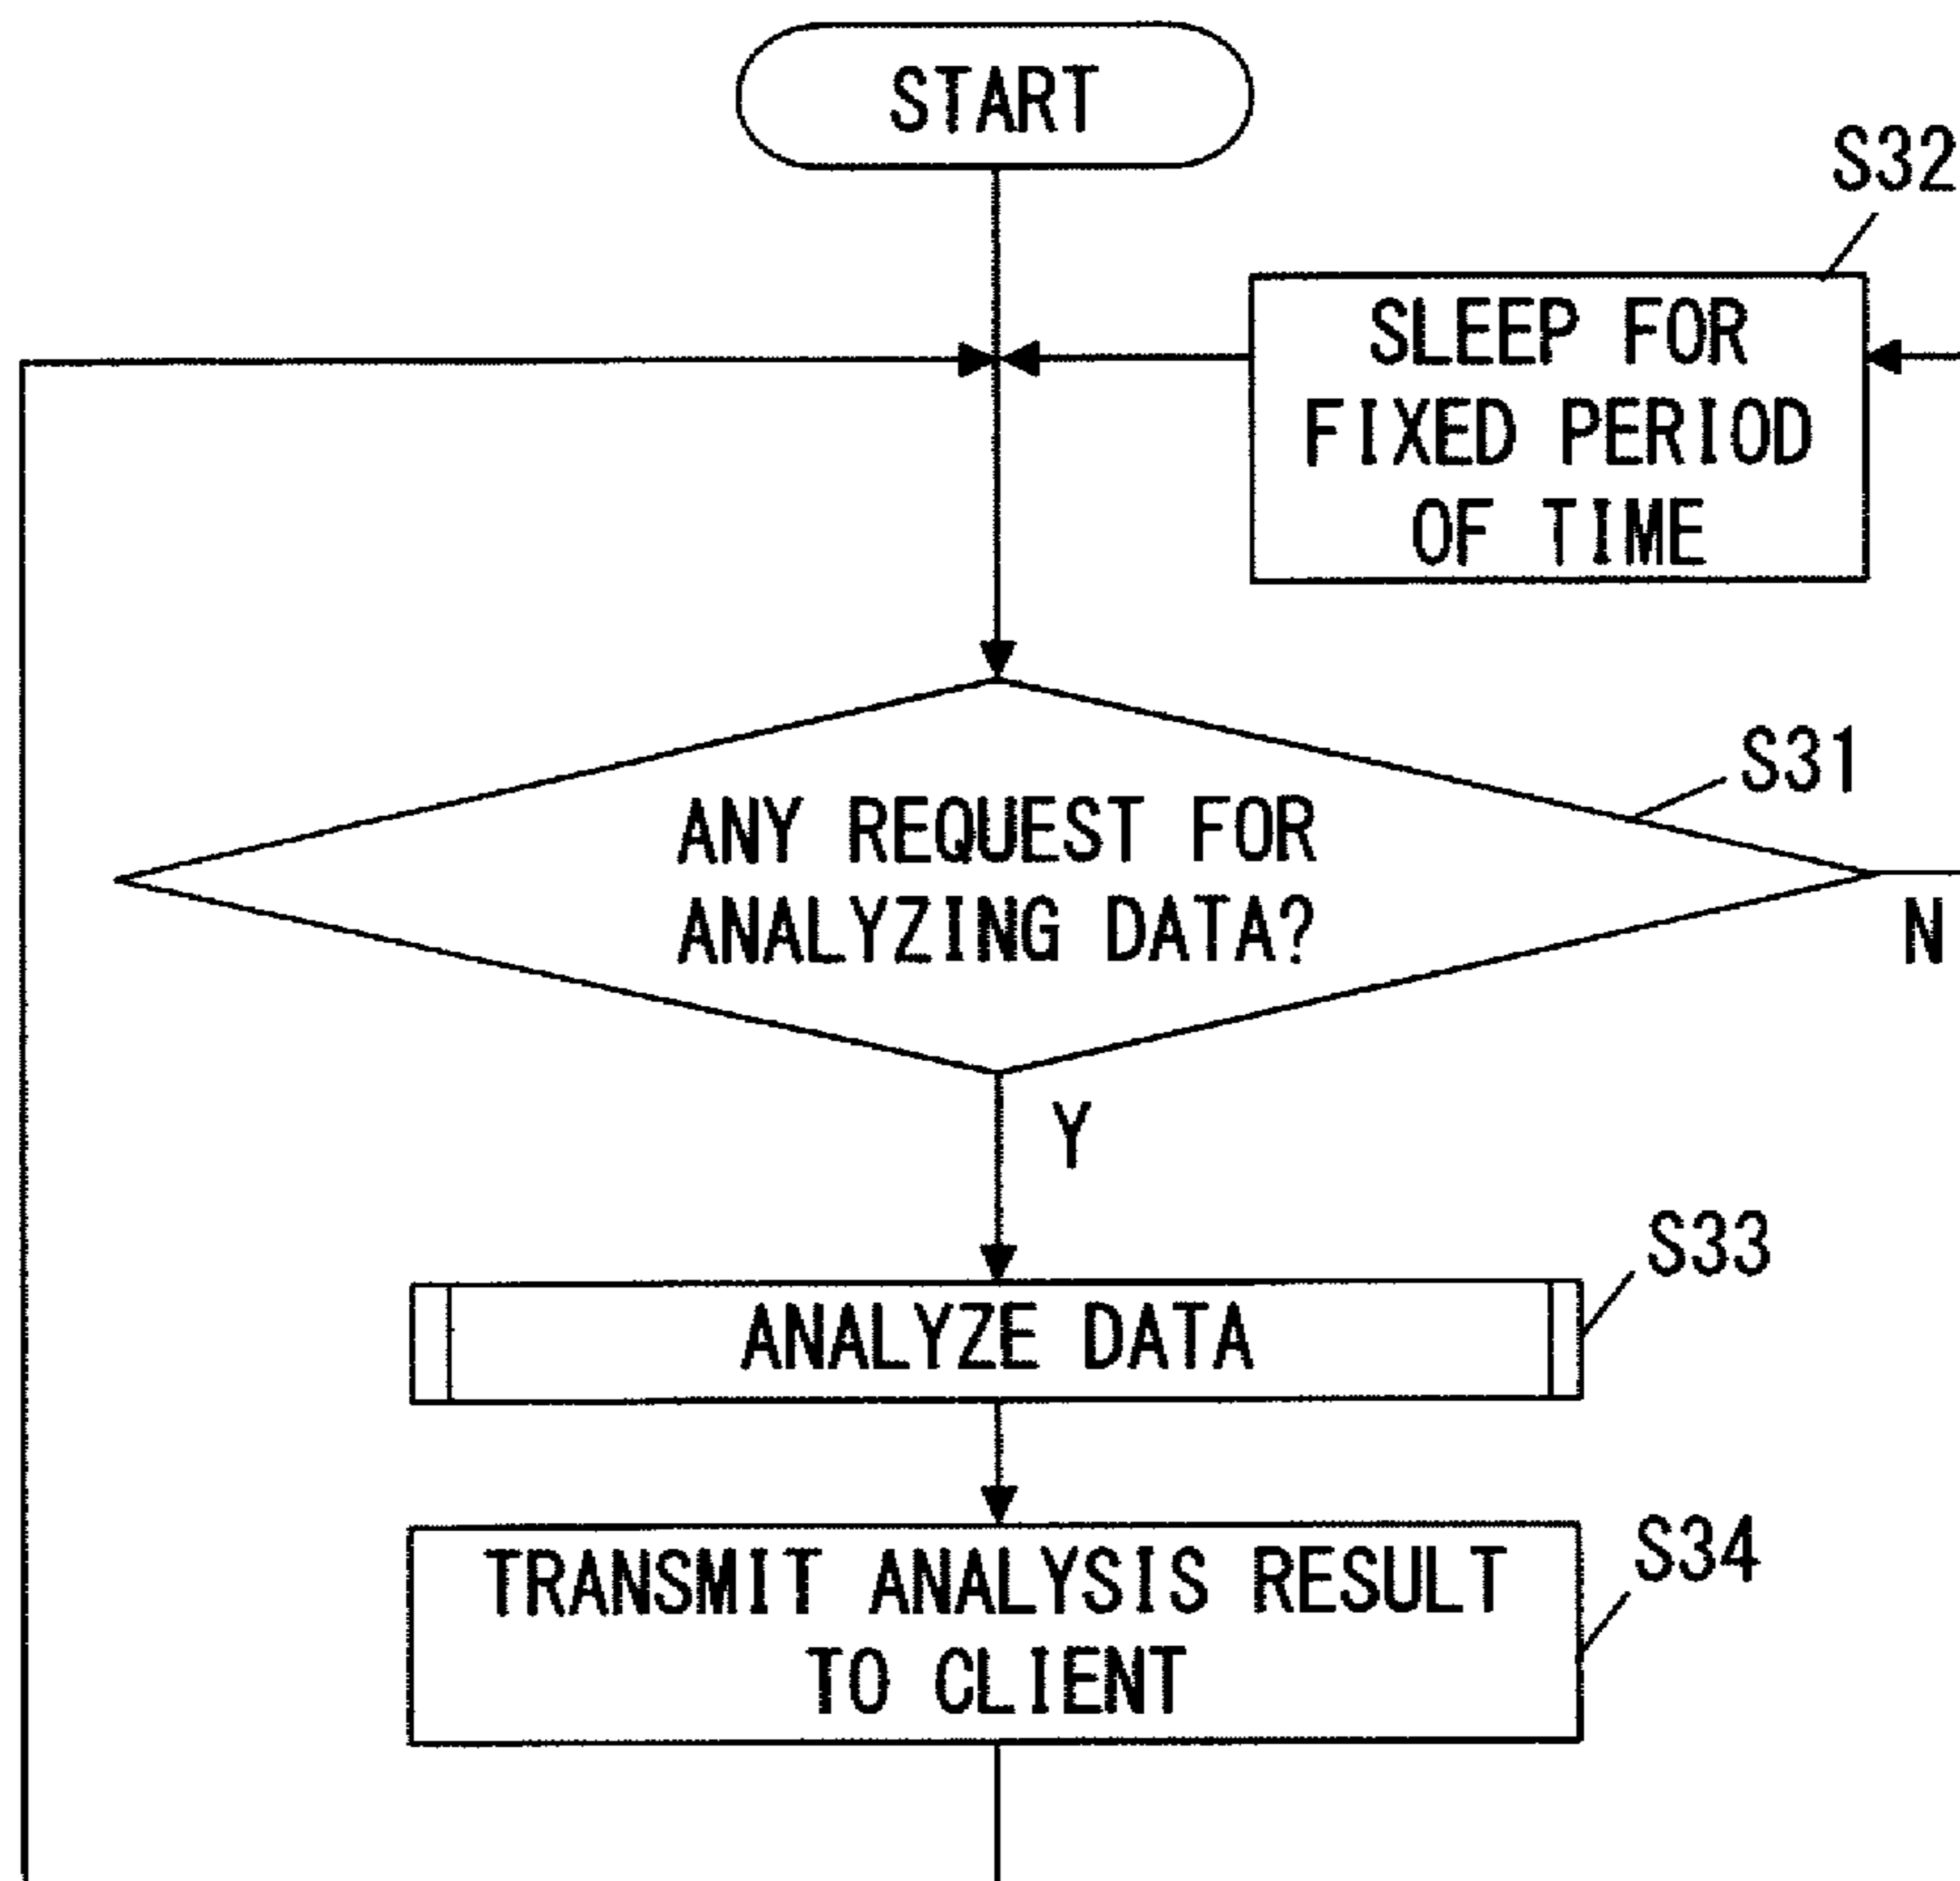 START
S32
SLEEP FOR
FIXED PERIOD
OF TIME
S31
ANY REQUEST FOR
ANALYZING DATA?
N
Y
S33
ANALYZE DATA
S34
TRANSMIT ANALYSIS RESULT
TO CLIENT